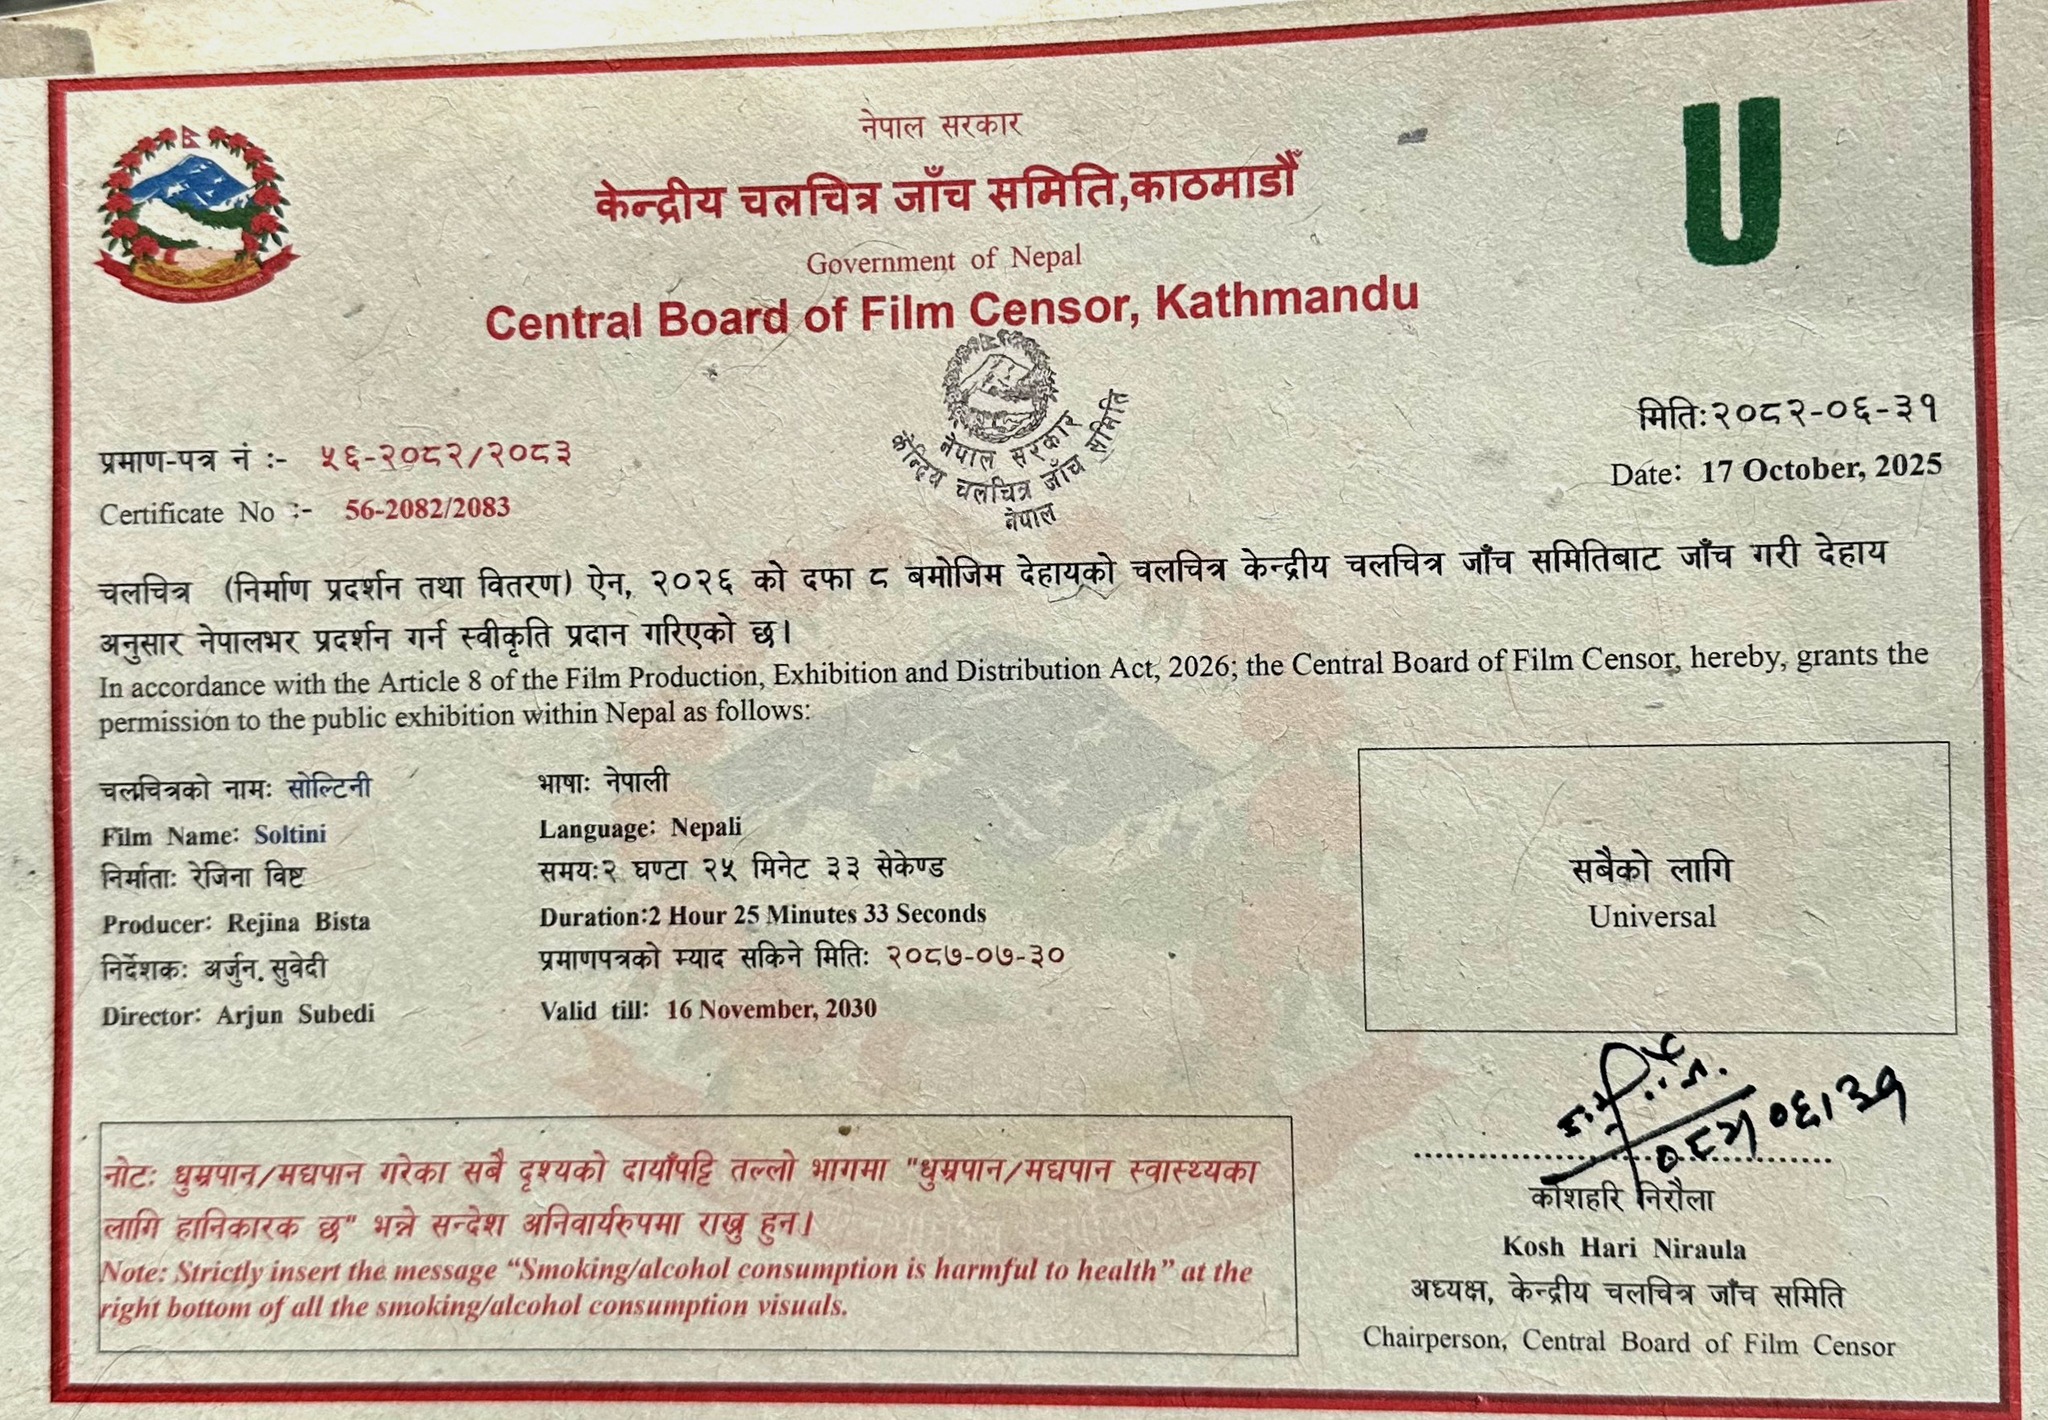 नेपाल सरकार
केन्द्रीय चलचित्र जाँच समिति,काठमाडौँ
Government of Nepal
Central Board of Film Censor, Kathmandu
U
नेपाल सरकार
केन्द्रिय चलचित्र जाँच समिति
नेपाल
मितिः२०८२-०६-३१
Date: 17 October, 2025
प्रमाण-पत्र नं :- ५६-२०८२/२०८३
Certificate No :- 56-2082/2083
चलचित्र (निर्माण प्रदर्शन तथा वितरण) ऐन, २०२६ को दफा ८ बमोजिम देहायको चलचित्र केन्द्रीय चलचित्र जाँच समितिबाट जाँच गरी देहाय
अनुसार नेपालभर प्रदर्शन गर्न स्वीकृति प्रदान गरिएको छ।
In accordance with the Article 8 of the Film Production, Exhibition and Distribution Act, 2026; the Central Board of Film Censor, hereby, grants the
permission to the public exhibition within Nepal as follows:
चलचित्रको नामः सोल्टिनी
Film Name: Soltini
निर्माताः रेजिना विष्ट
Producer: Rejina Bista
निर्देशकः अर्जुन सुवेदी
Director: Arjun Subedi
भाषाः नेपाली
Language: Nepali
समयः२ घण्टा २५ मिनेट ३३ सेकेण्ड
Duration:2 Hour 25 Minutes 33 Seconds
प्रमाणपत्रको म्याद सकिने मितिः २०८७-०७-३०
Valid till: 16 November, 2030
सबैको लागि
Universal
नोटः धुम्रपान/मद्यपान गरेका सबै दृश्यको दायाँपट्टि तल्लो भागमा "धुम्रपान/मद्यपान स्वास्थ्यका
लागि हानिकारक छ" भन्ने सन्देश अनिवार्यरुपमा राख्नु हुन।
Note: Strictly insert the message “Smoking/alcohol consumption is harmful to health” at the
right bottom of all the smoking/alcohol consumption visuals.
०८२/०६/३१
कोशहरि निरौला
Kosh Hari Niraula
अध्यक्ष, केन्द्रीय चलचित्र जाँच समिति
Chairperson, Central Board of Film Censor